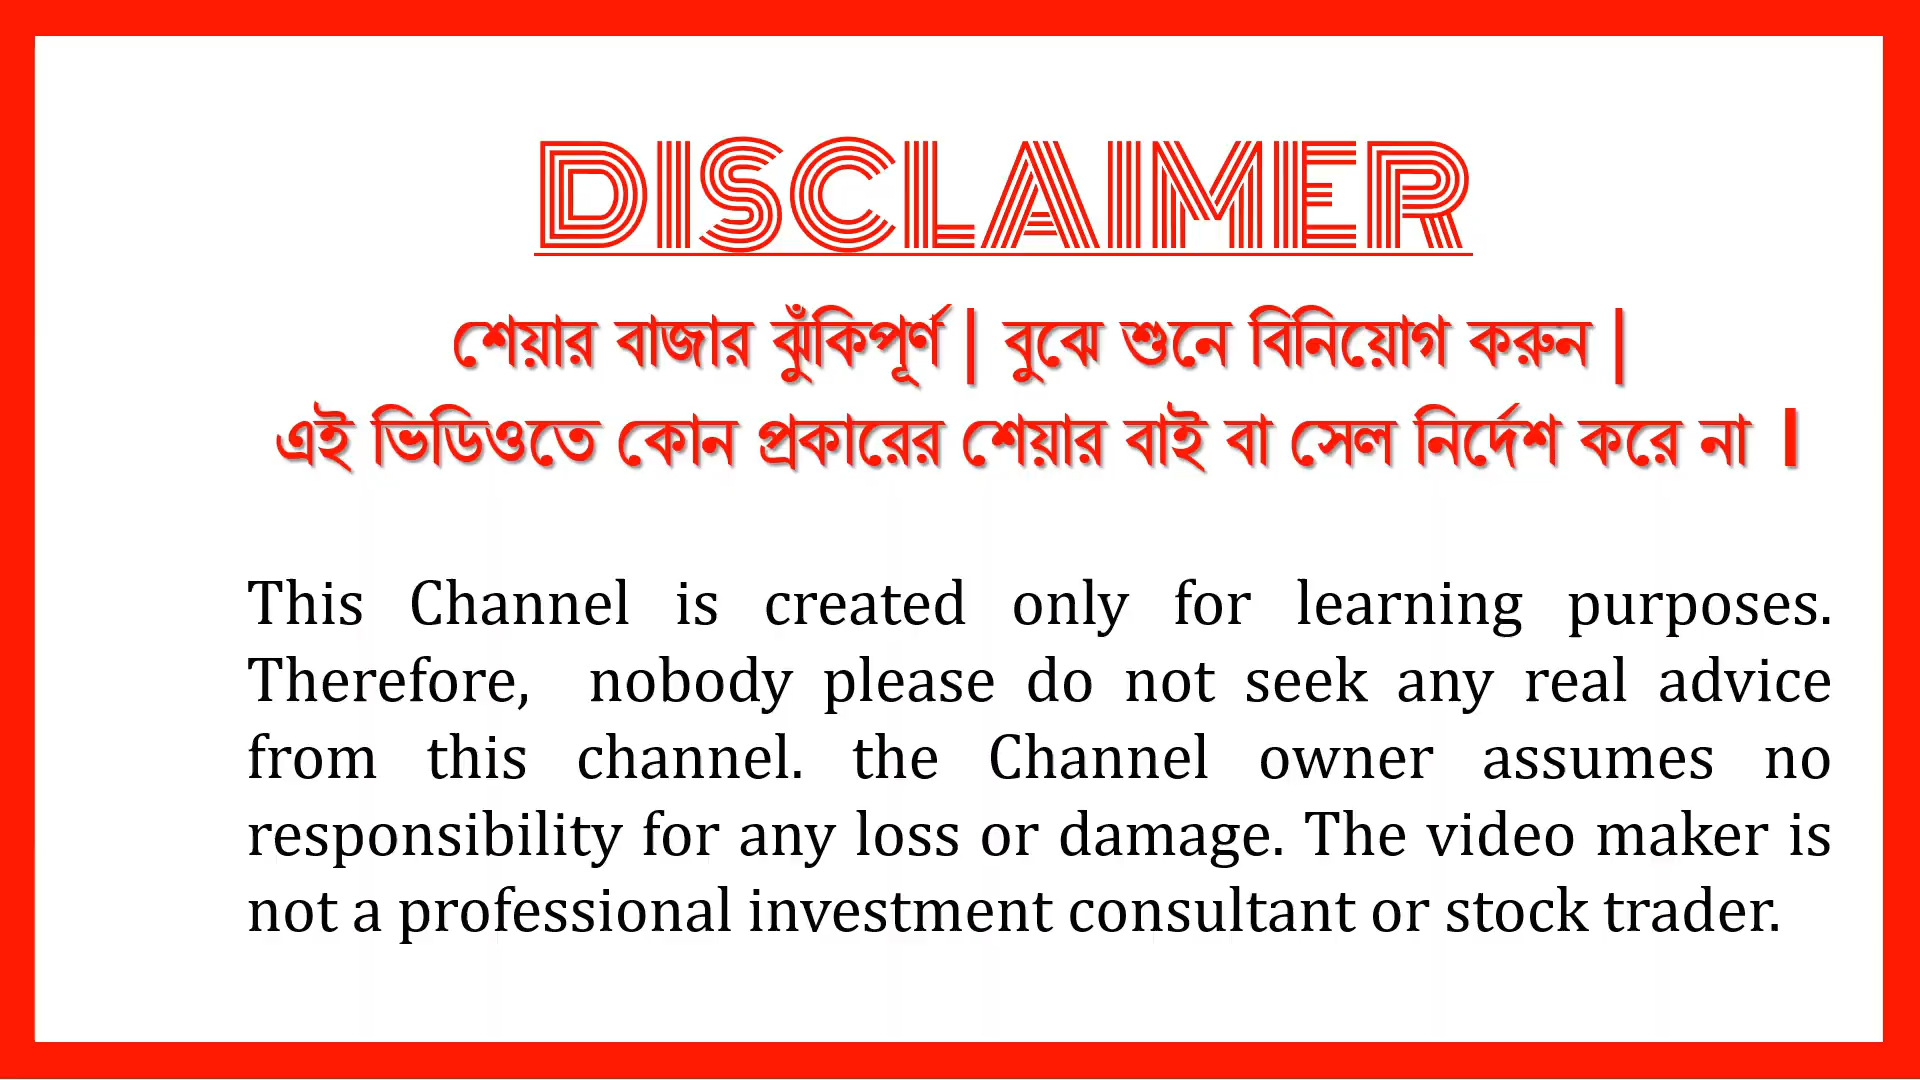 DISCLAIMER
শেয়ার বাজার ঝুঁকিপূর্ণ | বুঝে শুনে বিনিয়োগ করুন |
এই ভিডিওতে কোন প্রকারের শেয়ার বাই বা সেল নির্দেশ করে না ।
This Channel is created only for learning purposes.
Therefore, nobody please do not seek any real advice
from this channel. the Channel owner assumes no
responsibility for any loss or damage. The video maker is
not a professional investment consultant or stock trader.